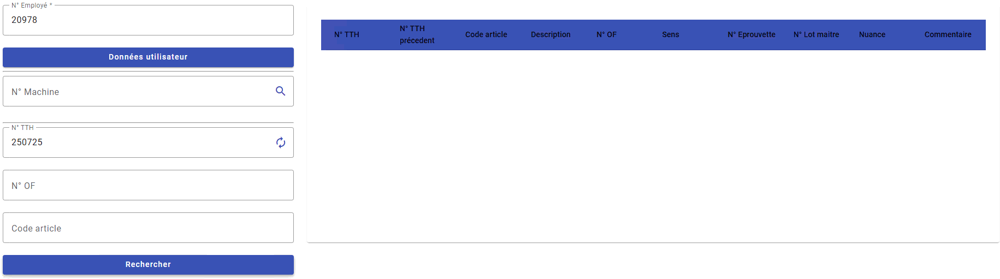 N° Employé *
20978
Données utilisateur
N° Machine
N° TTH
250725
N° OF
Code article
Rechercher
N° TTH
N° TTH
précedent
Code article
Description
N° OF
Sens
N° Eprouvette
N° Lot maitre
Nuance
Commentaire